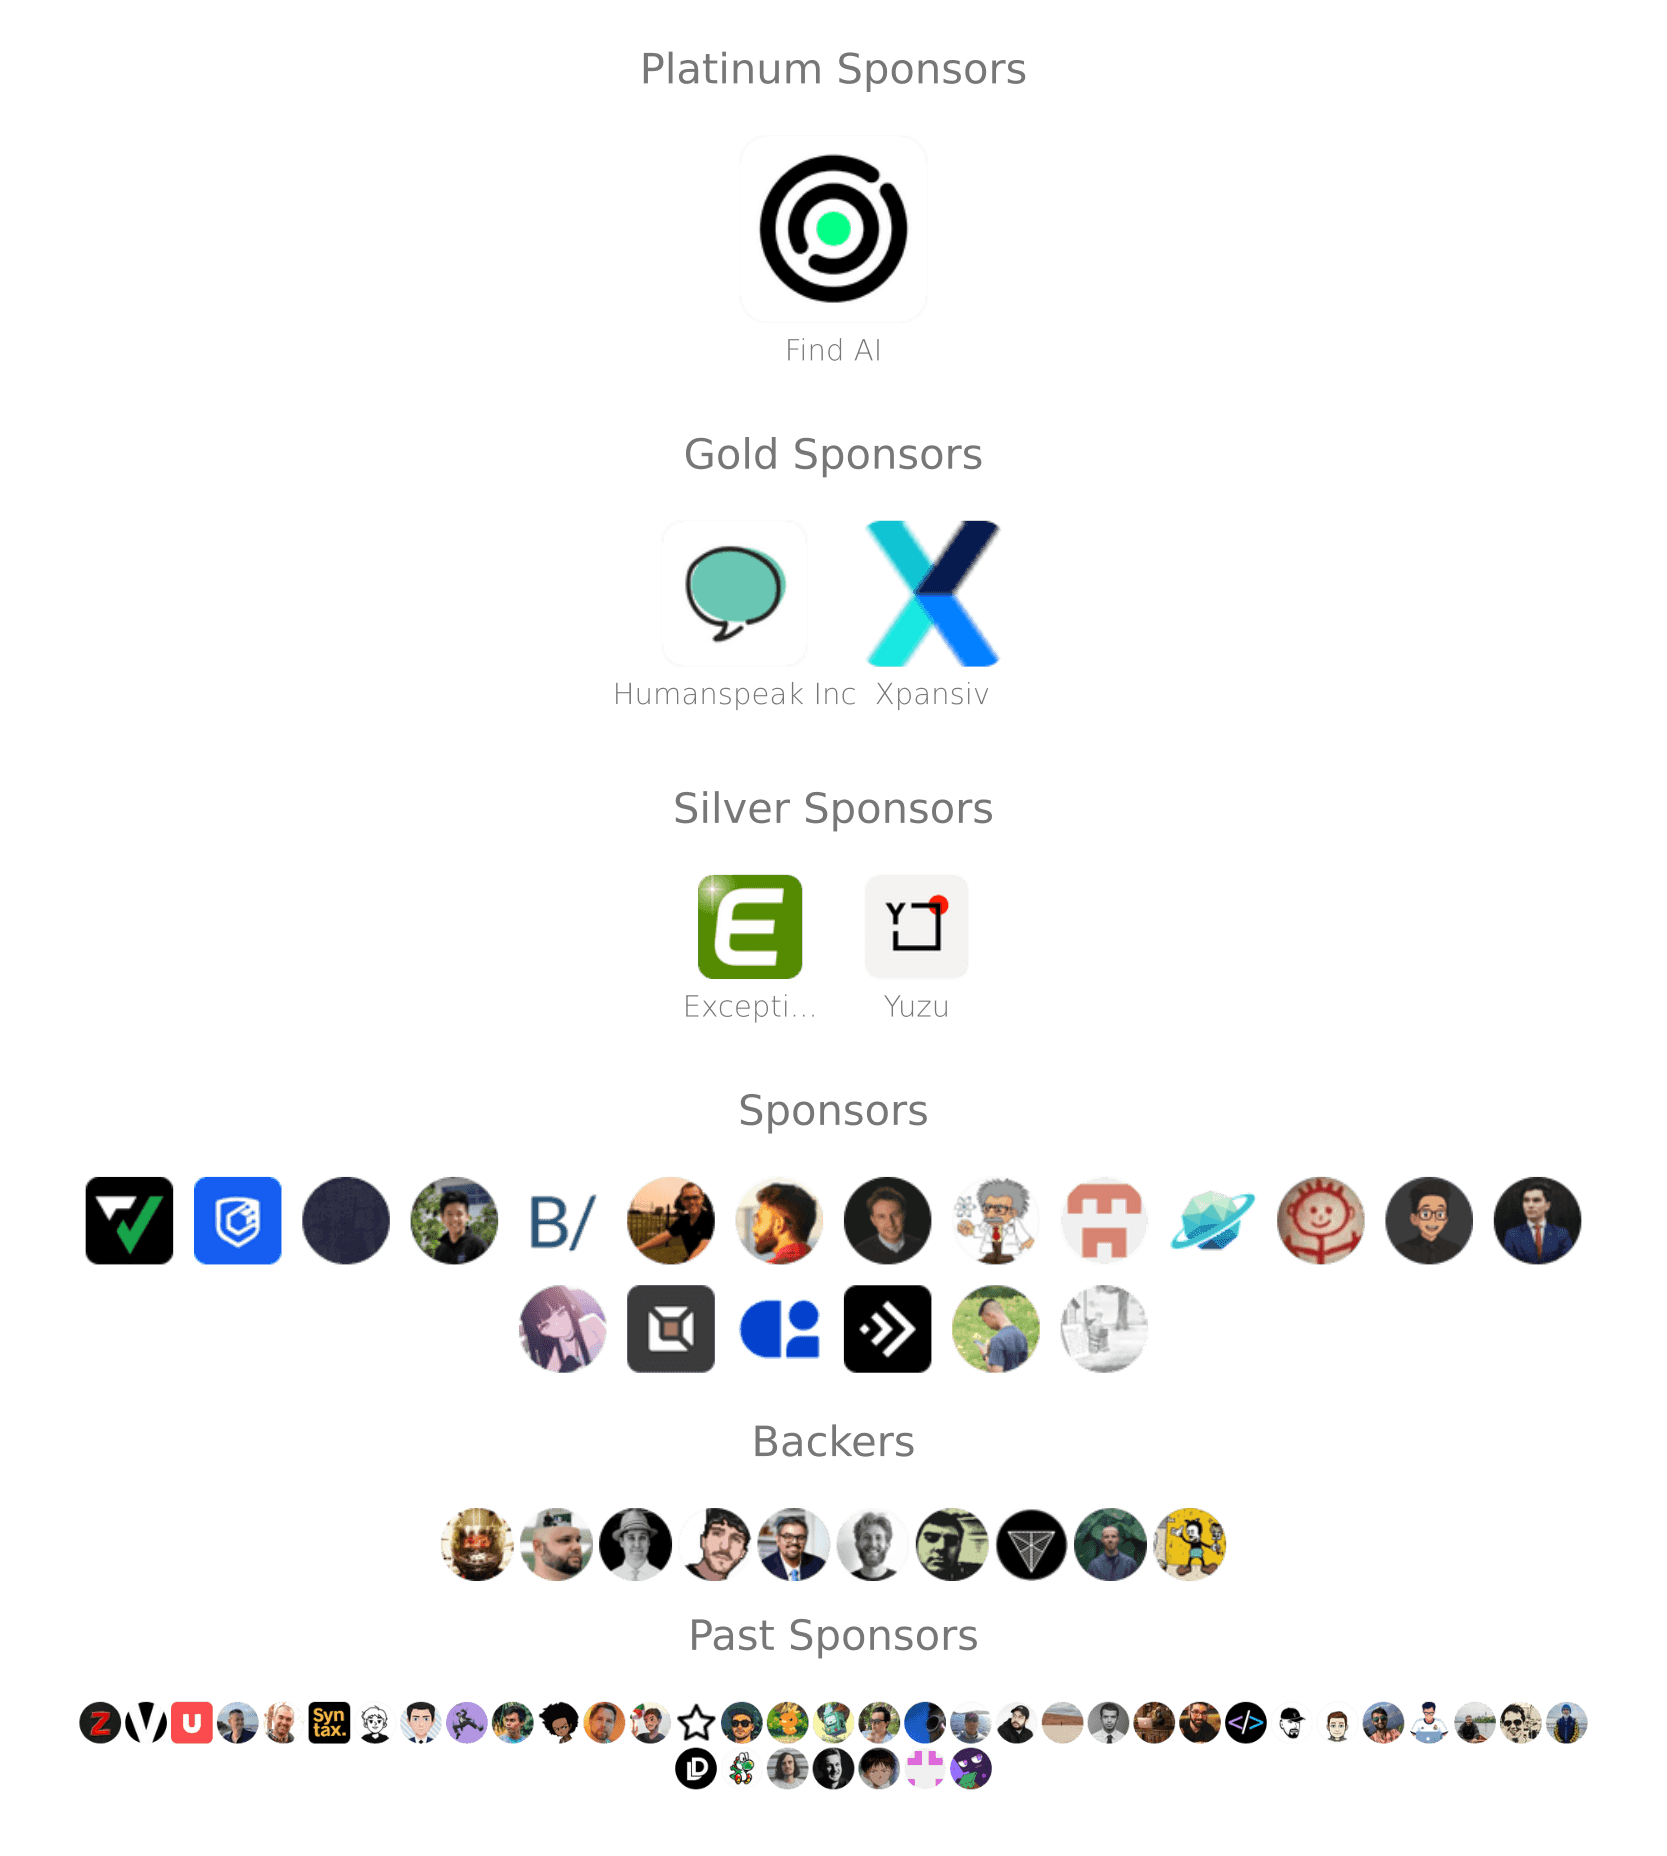 Platinum Sponsors
Find AI
Gold Sponsors
Humanspeak Inc Xpansiv
Silver Sponsors
E Y
Excepti... Yuzu
Sponsors
B/
Backers
Past Sponsors
Z V U Syn
tax.
</>